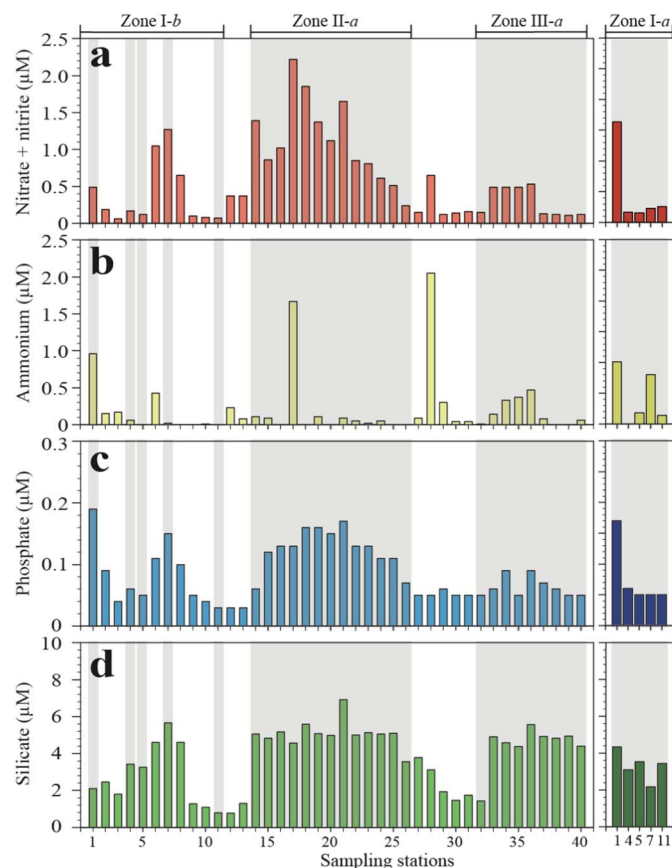 Zone I-b Zone II-a Zone III-a Zone I-a
a
Nitrate + nitrite (µM)
2.5
2.0
1.5
1.0
0.5
0
b
Ammonium (µM)
2.5
2.0
1.5
1.0
0.5
0
c
Phosphate (µM)
0.3
0.2
0.1
0
d
Silicate (µM)
10
8
6
4
2
0
1 5 10 15 20 25 30 35 40 1 4 5 7 11
Sampling stations